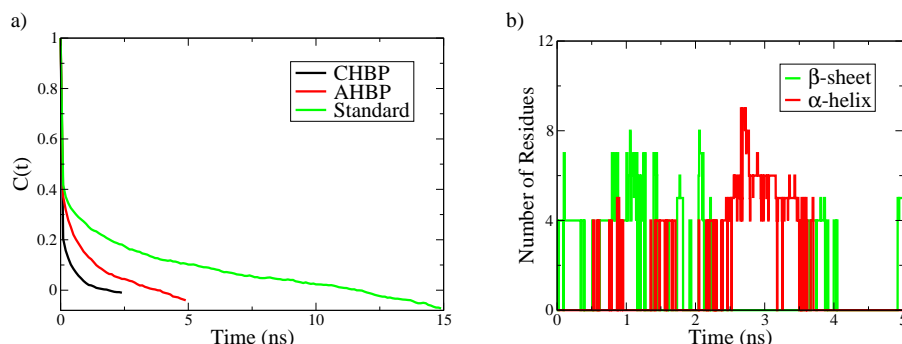 a)
1
0.8
0.6
0.4
0.2
0
C(t)
CHBP
AHBP
Standard
0 5 10 15
Time (ns)
b)
12
8
4
0
Number of Residues
β-sheet
α-helix
0 1 2 3 4 5
Time (ns)